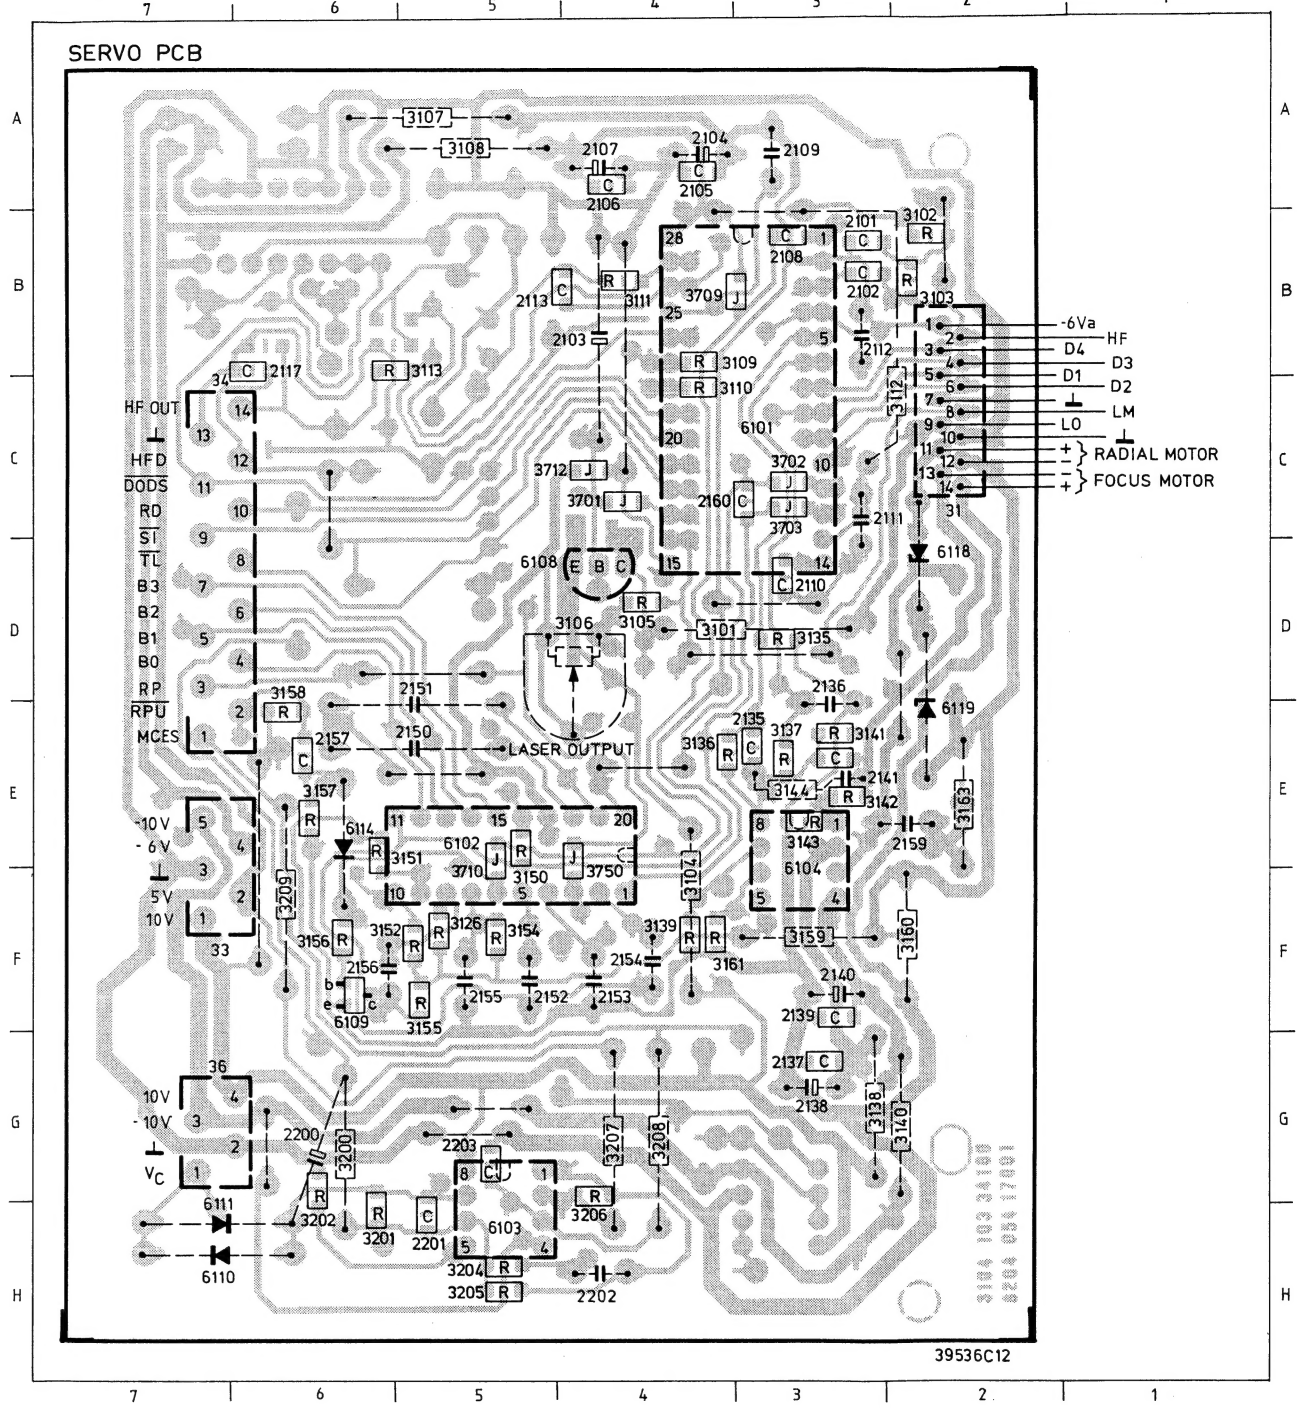 7 6 5 4 3 2
SERVO PCB
A A
3107
3108
2107
2104
2109
C
C
2106
2105
28
C
1
2101
3102
C
R
2108
B B
C
R
2113
3111
3709
J
C
2102
R
3103
25
2103
5
2112
1
2
3
4
5
6
7
8
9
10
11
12
13
14
-6Va
HF
D4
D3
D1
D2
⊥
LM
LO
⊥
+
- } RADIAL MOTOR
-
+ } FOCUS MOTOR
31
R 3109
R 3110
3112
34
C 2117
R 3113
HF OUT
⊥
HFD
DODS
RD
SI
TL
B3
B2
B1
B0
RP
RPU
MCES
14
13
12
11
10
9
8
7
6
5
4
3
2
1
C C
6101
20
10
3712 J
3701 J
2160 C
3702
J
J
3703
2111
6118
6108 E B C
15
14
C 2110
R
3105
D D
3106
3101
R 3135
3158
R
2151
2136
6119
2157
C
2150
LASER OUTPUT
2135
3136 R
C
3137
R
R 3141
C
2141
3144
R 3142
3163
E E
3157
R
6114
R
3151
11
15
20
6102
3710
J
R
3150
J
3750
10
5
1
3104
8
R
1
3143
6104
5
4
2159
-10V
-6V
⊥
5V
10V
5
4
3
2
1
33
3209
3156 R
3152
R
3126
R
3154
R
3139
R
R
3161
3159
3160
F F
2156
2154
b
e
c
6109
R
3155
2155
2152
2153
2140
2139 C
2137 C
2138
36
10V
-10V
⊥
VC
4
3
2
1
3138
3140
G G
2200
3200
2203
3207
3208
C
8
1
R
3202
R
3201
C
2201
6103
5
4
R
3206
6111
6110
3204 R
3205 R
2202
3104 103 34100
8204 054 17001
H H
39536C12
7 6 5 4 3 2 1